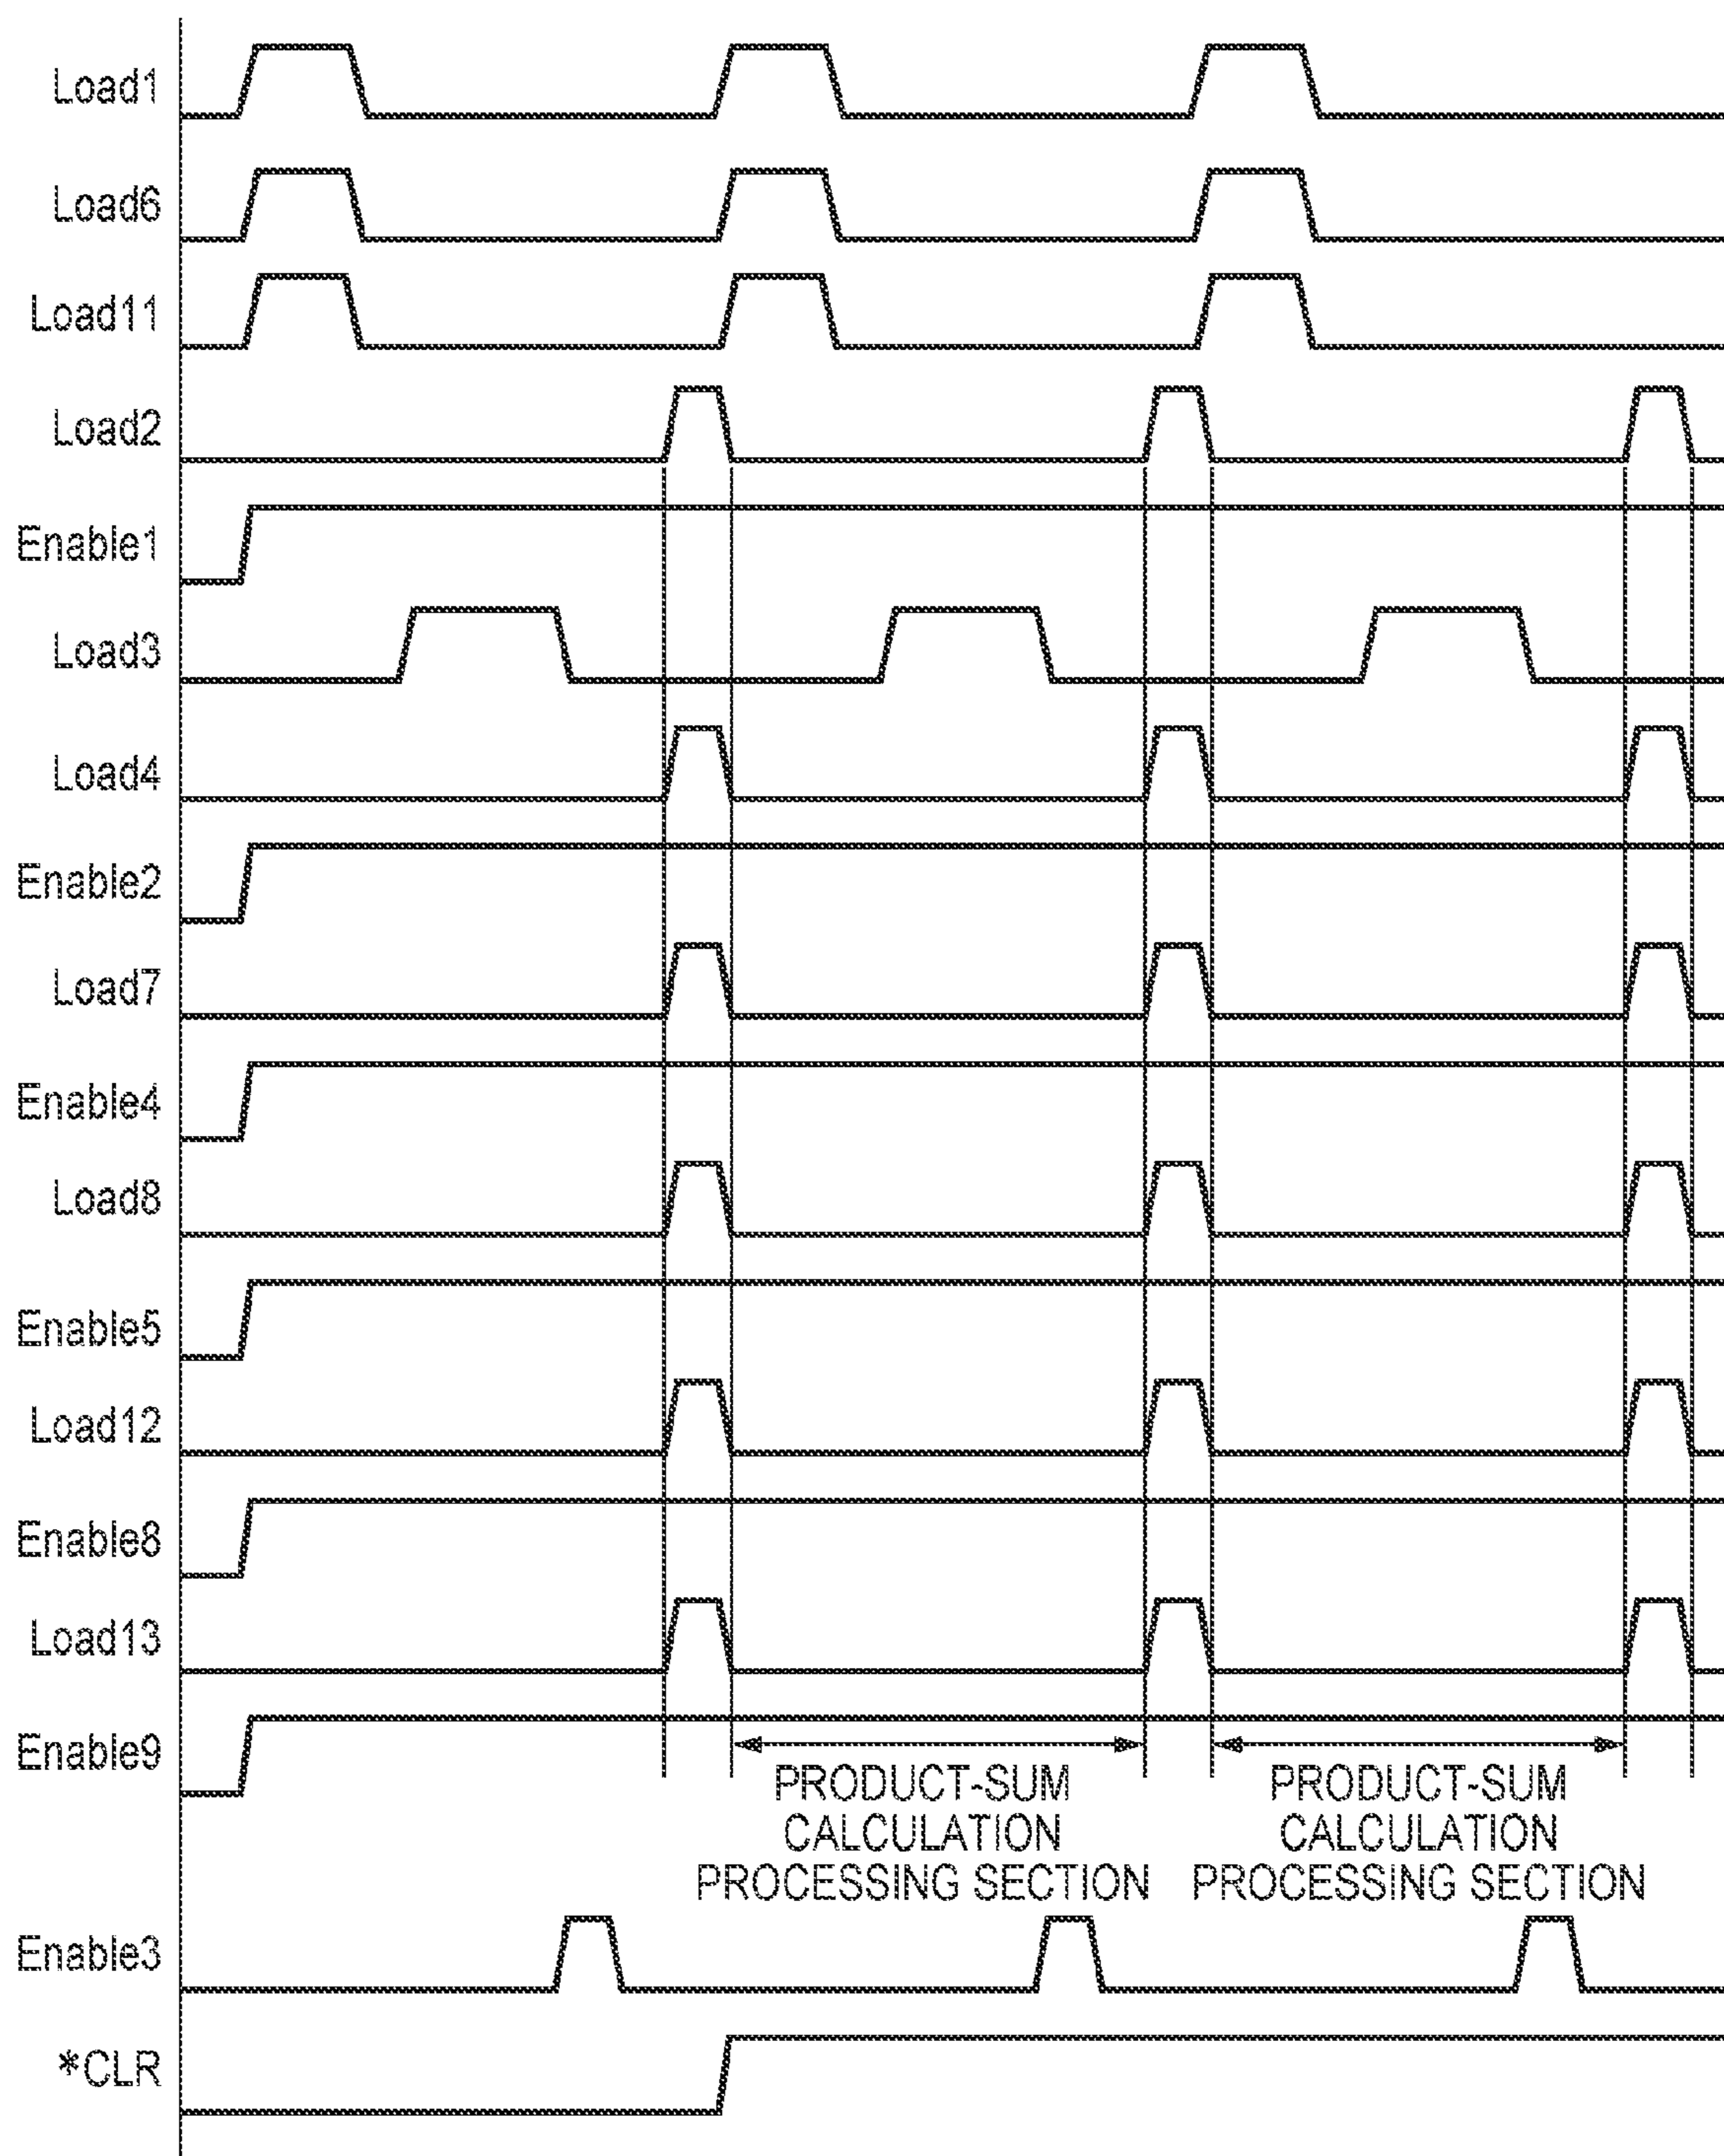 Load1
Load6
Load11
Load2
Enable1
Load3
Load4
Enable2
Load7
Enable4
Load8
Enable5
Load12
Enable8
Load13
Enable9
PRODUCT-SUM
CALCULATION
PROCESSING SECTION
PRODUCT-SUM
CALCULATION
PROCESSING SECTION
Enable3
*CLR